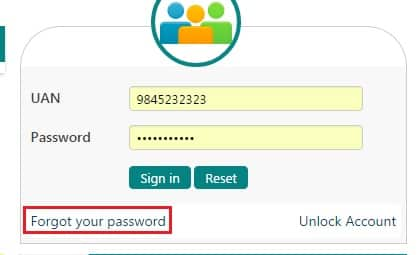 UAN 9845232323
Password •••••••••••
Sign in Reset
Forgot your password Unlock Account